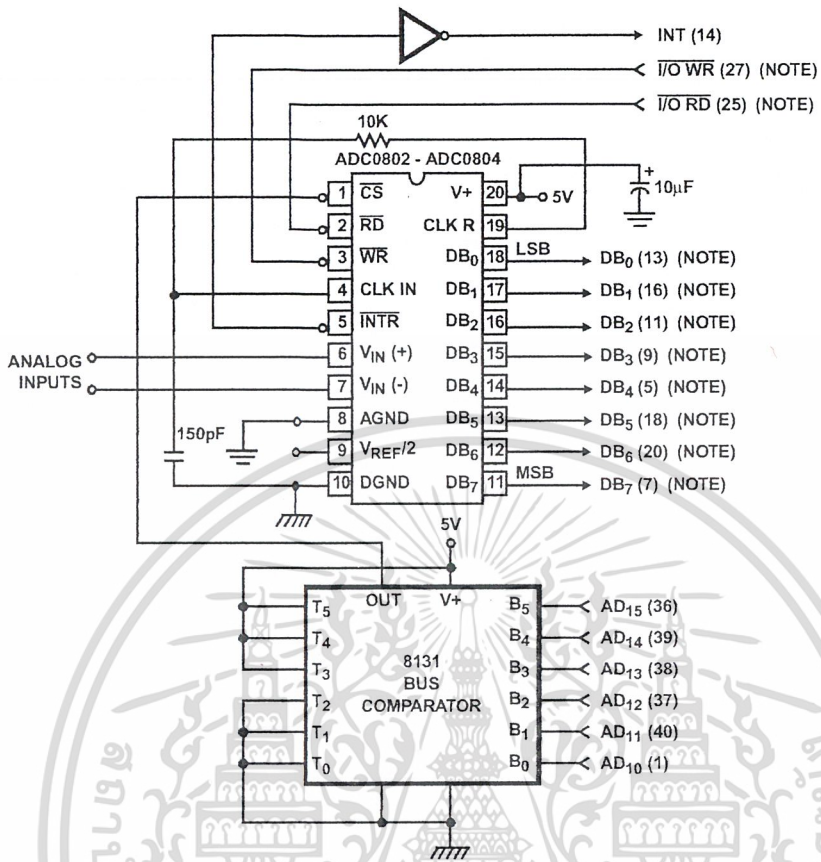 INT (14)
I/O WR (27) (NOTE)
I/O RD (25) (NOTE)
10K
ADC0802 - ADC0804
1 CS V+ 20 5V
+ 10µF
2 RD CLK R 19
3 WR DB0 18 LSB DB0 (13) (NOTE)
4 CLK IN DB1 17 DB1 (16) (NOTE)
5 INTR DB2 16 DB2 (11) (NOTE)
ANALOG INPUTS
6 VIN (+) DB3 15 DB3 (9) (NOTE)
7 VIN (-) DB4 14 DB4 (5) (NOTE)
8 AGND DB5 13 DB5 (18) (NOTE)
150pF
9 VREF/2 DB6 12 DB6 (20) (NOTE)
10 DGND DB7 11 MSB DB7 (7) (NOTE)
5V
OUT V+
T5 B5 AD15 (36)
T4 B4 AD14 (39)
T3 B3 AD13 (38)
8131
BUS
COMPARATOR
T2 B2 AD12 (37)
T1 B1 AD11 (40)
T0 B0 AD10 (1)